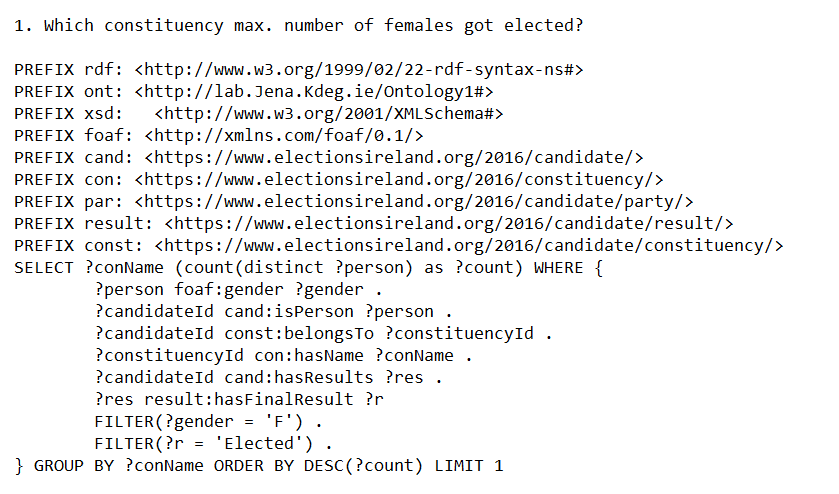 1. Which constituency max. number of females got elected?
PREFIX rdf: <http://www.w3.org/1999/02/22-rdf-syntax-ns#>
PREFIX ont: <http://lab.Jena.Kdeg.ie/Ontology1#>
PREFIX xsd:   <http://www.w3.org/2001/XMLSchema#>
PREFIX foaf: <http://xmlns.com/foaf/0.1/>
PREFIX cand: <https://www.electionsireland.org/2016/candidate/>
PREFIX con: <https://www.electionsireland.org/2016/constituency/>
PREFIX par: <https://www.electionsireland.org/2016/candidate/party/>
PREFIX result: <https://www.electionsireland.org/2016/candidate/result/>
PREFIX const: <https://www.electionsireland.org/2016/candidate/constituency/>
SELECT ?conName (count(distinct ?person) as ?count) WHERE {
        ?person foaf:gender ?gender .
        ?candidateId cand:isPerson ?person .
        ?candidateId const:belongsTo ?constituencyId .
        ?constituencyId con:hasName ?conName .
        ?candidateId cand:hasResults ?res .
        ?res result:hasFinalResult ?r
        FILTER(?gender = 'F') .
        FILTER(?r = 'Elected') .
} GROUP BY ?conName ORDER BY DESC(?count) LIMIT 1